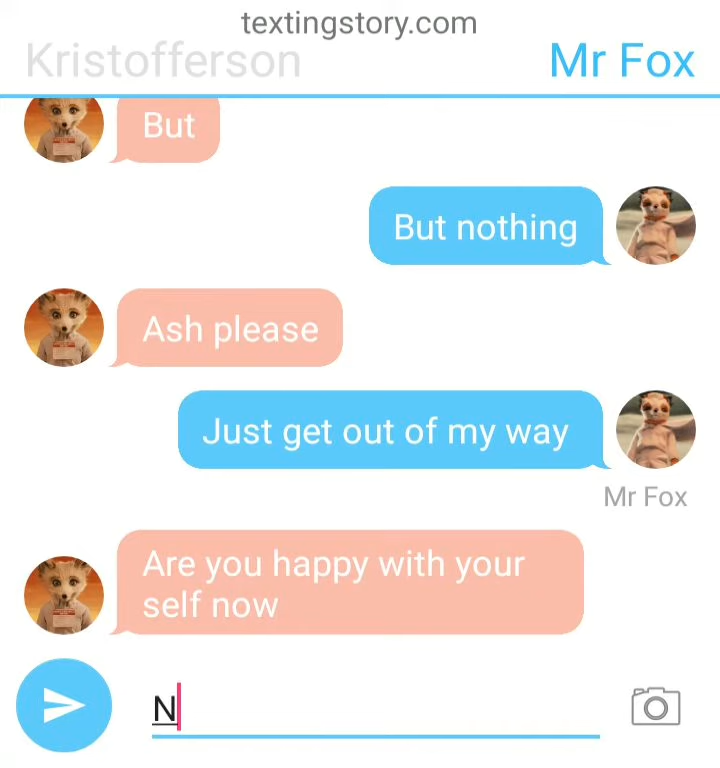 textingstory.com
Kristofferson
Mr Fox
But
But nothing
Ash please
Just get out of my way
Mr Fox
Are you happy with your
self now
N